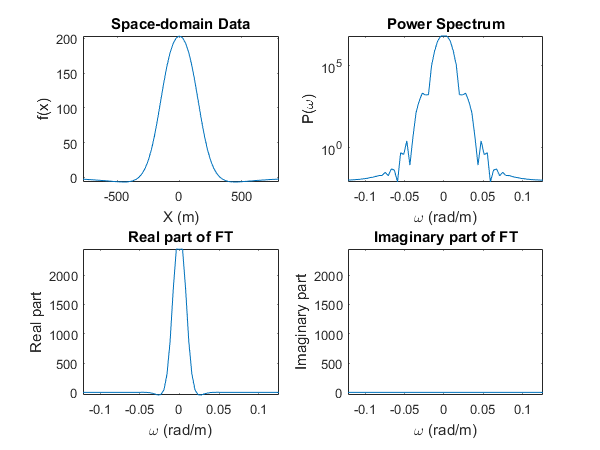 Space-domain Data
200
150
100
50
0
f(x)
-500
0
500
X (m)
Power Spectrum
10^5
10^0
P(ω)
-0.1
-0.05
0
0.05
0.1
ω (rad/m)
Real part of FT
2000
1500
1000
500
0
Real part
-0.1
-0.05
0
0.05
0.1
ω (rad/m)
Imaginary part of FT
2000
1500
1000
500
0
Imaginary part
-0.1
-0.05
0
0.05
0.1
ω (rad/m)